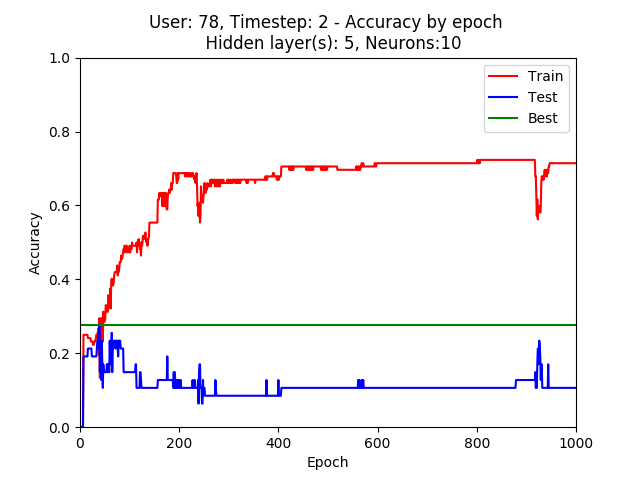 User: 78, Timestep: 2 - Accuracy by epoch
Hidden layer(s): 5, Neurons:10
1.0
0.8
0.6
0.4
0.2
0.0
Accuracy
Train
Test
Best
0 200 400 600 800 1000
Epoch